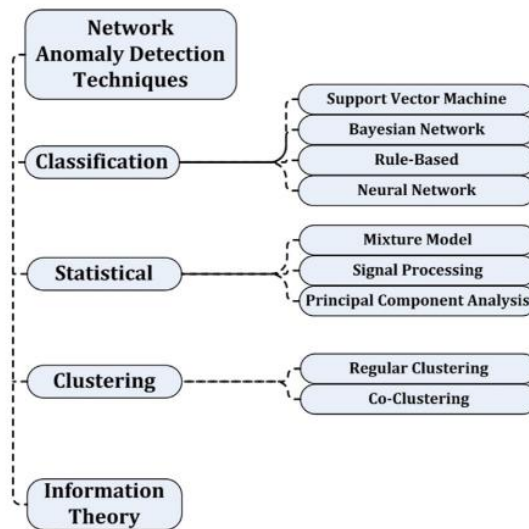 Network
Anomaly Detection
Techniques
Classification
Support Vector Machine
Bayesian Network
Rule-Based
Neural Network
Statistical
Mixture Model
Signal Processing
Principal Component Analysis
Clustering
Regular Clustering
Co-Clustering
Information
Theory